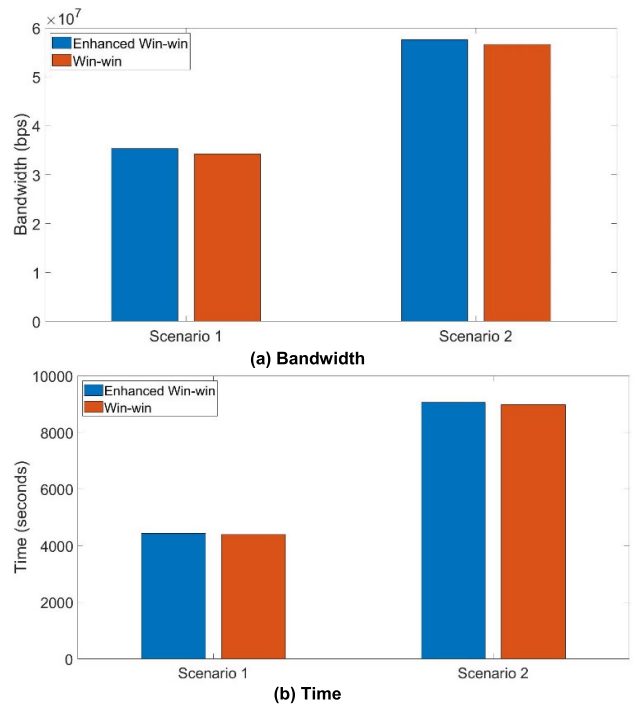 ×10⁷
6
Enhanced Win-win
Win-win
5
4
3
2
1
0
Bandwidth (bps)
Scenario 1 Scenario 2
(a) Bandwidth
10000
Enhanced Win-win
Win-win
8000
6000
4000
2000
0
Time (seconds)
Scenario 1 Scenario 2
(b) Time